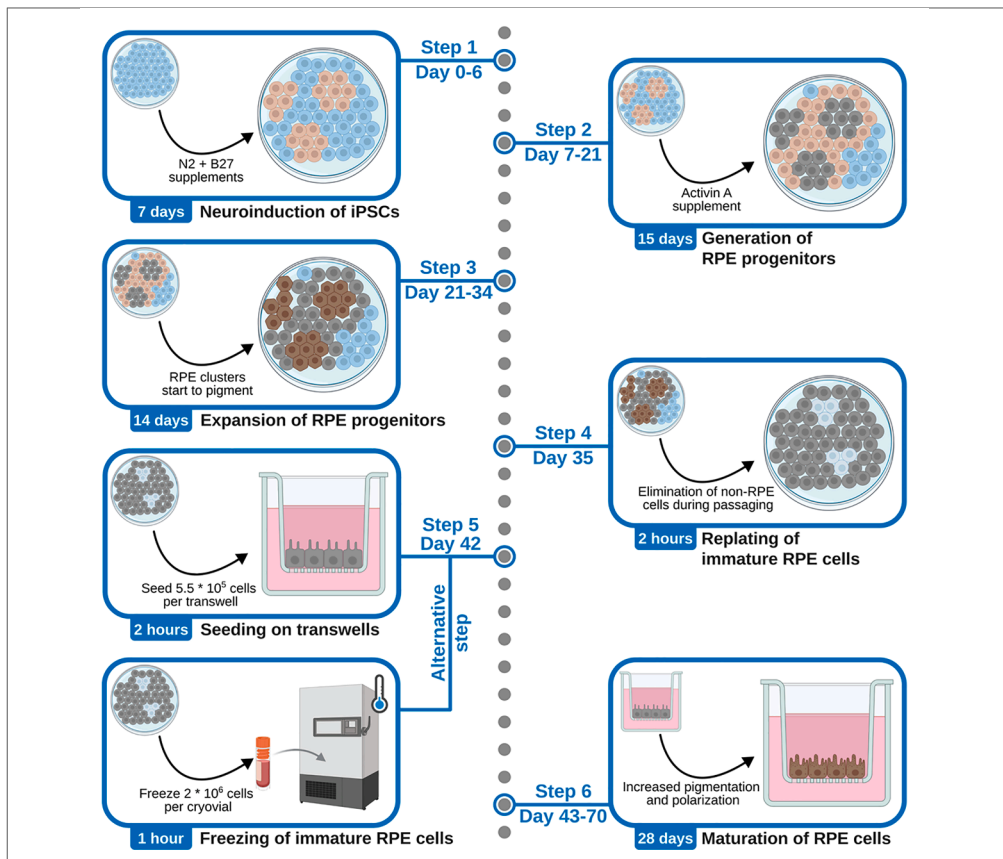 Step 1
Day 0-6
N2 + B27
supplements
7 days
Neuroinduction of iPSCs
Step 2
Day 7-21
Activin A
supplement
15 days
Generation of
RPE progenitors
Step 3
Day 21-34
RPE clusters
start to pigment
14 days
Expansion of RPE progenitors
Step 4
Day 35
Elimination of non-RPE
cells during passaging
2 hours
Replating of
immature RPE cells
Step 5
Day 42
Seed 5.5 * 10⁵ cells
per transwell
2 hours
Seeding on transwells
Alternative
step
Freeze 2 * 10⁶ cells
per cryovial
1 hour
Freezing of immature RPE cells
Step 6
Day 43-70
Increased pigmentation
and polarization
28 days
Maturation of RPE cells